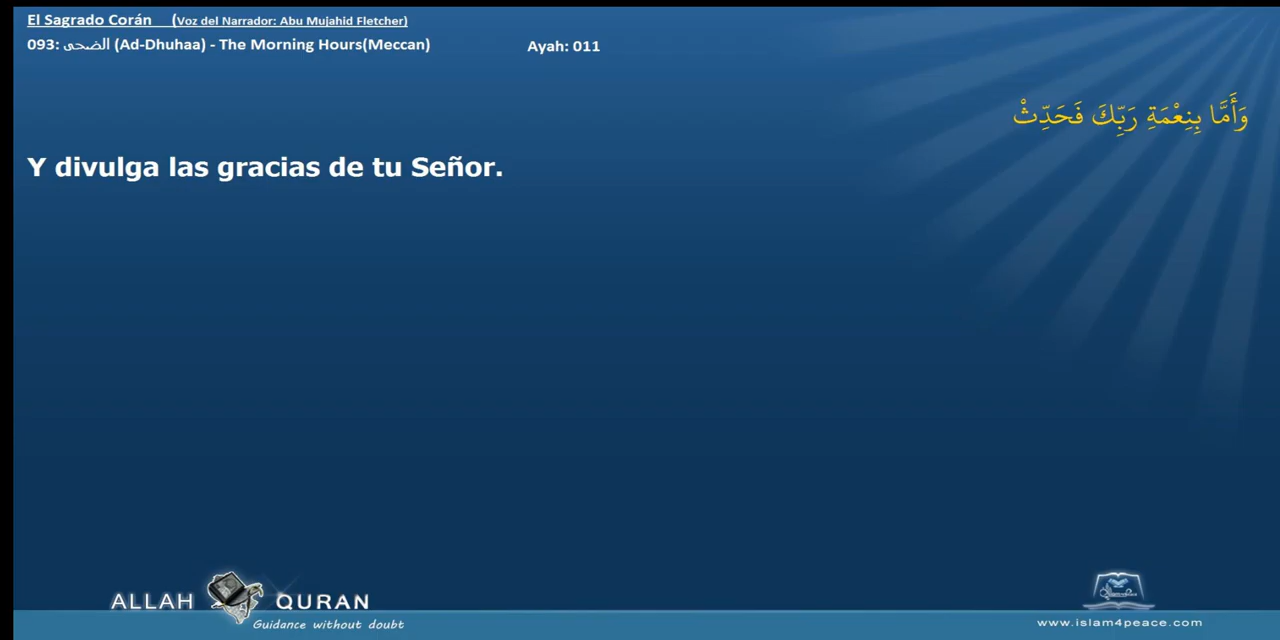 El Sagrado Corán (Voz del Narrador: Abu Mujahid Fletcher)
093: الضحى (Ad-Dhuhaa) - The Morning Hours(Meccan) Ayah: 011
وَأَمَّا بِنِعْمَةِ رَبِّكَ فَحَدِّثْ
Y divulga las gracias de tu Señor.
ALLAH QURAN
Guidance without doubt
www.islam4peace.com